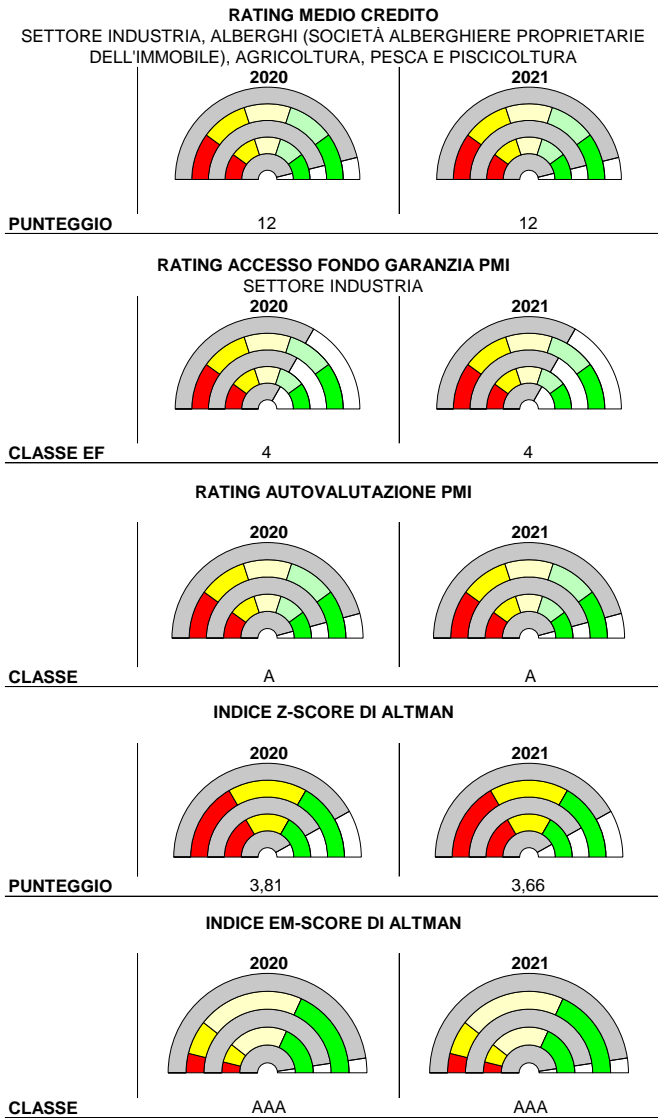 RATING MEDIO CREDITO
SETTORE INDUSTRIA, ALBERGHI (SOCIETÀ ALBERGHIERE PROPRIETARIE
DELL'IMMOBILE), AGRICOLTURA, PESCA E PISCICOLTURA
2020 2021
PUNTEGGIO 12 12
RATING ACCESSO FONDO GARANZIA PMI
SETTORE INDUSTRIA
2020 2021
CLASSE EF 4 4
RATING AUTOVALUTAZIONE PMI
2020 2021
CLASSE A A
INDICE Z-SCORE DI ALTMAN
2020 2021
PUNTEGGIO 3,81 3,66
INDICE EM-SCORE DI ALTMAN
2020 2021
CLASSE AAA AAA